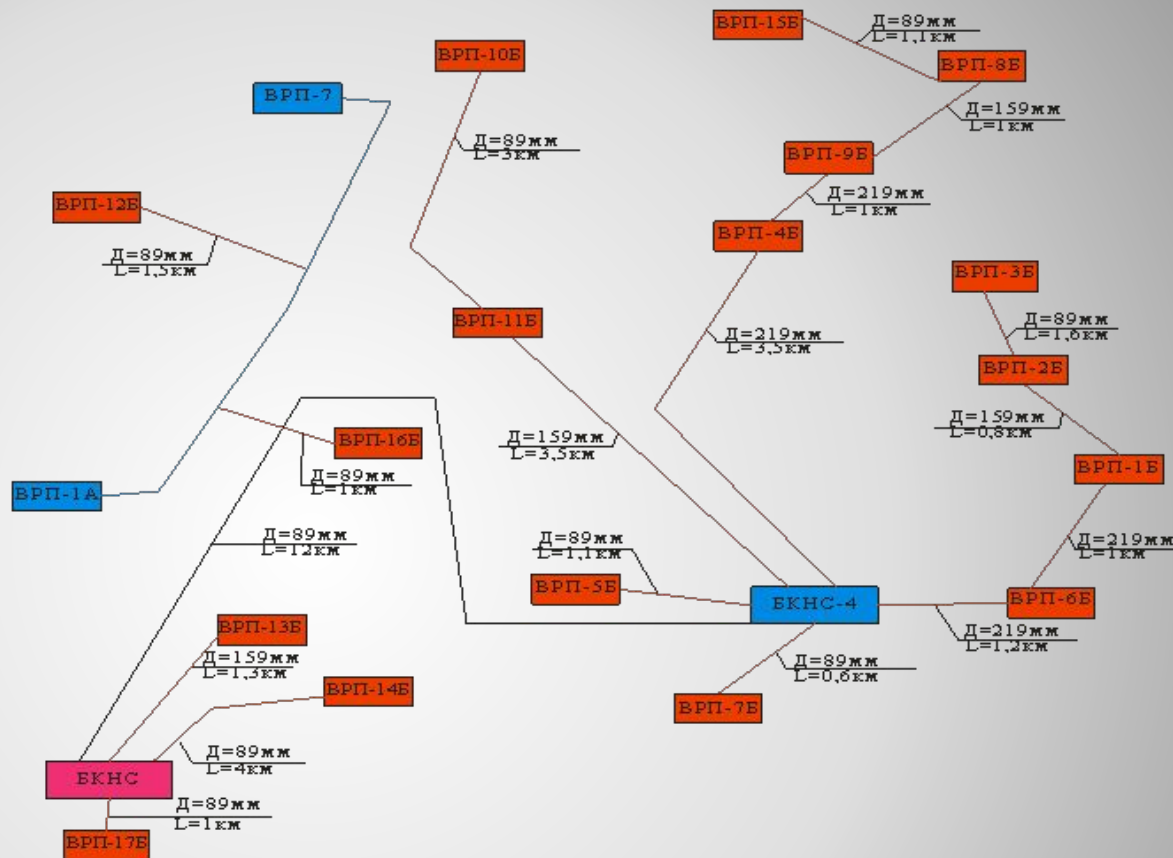 ВРП-15Б
Д=89мм
L=1,1км
ВРП-10Б
ВРП-8Б
ВРП-7
Д=159мм
L=1км
Д=89мм
L=3км
ВРП-9Б
ВРП-12Б
Д=219мм
L=1км
ВРП-4Б
Д=89мм
L=1,5км
ВРП-3Б
ВРП-11Б
Д=89мм
L=1,6км
Д=219мм
L=3,5км
ВРП-2Б
Д=159мм
L=0,8км
ВРП-16Б
Д=159мм
L=3,5км
ВРП-1Б
Д=89мм
L=1км
ВРП-1А
Д=89мм
L=12км
Д=89мм
L=1,1км
Д=219мм
L=1км
ВРП-5Б
БКНС-4
ВРП-6Б
ВРП-13Б
Д=219мм
L=1,2км
Д=159мм
L=1,3км
Д=89мм
L=0,6км
ВРП-14Б
ВРП-7Б
Д=89мм
L=4км
БКНС
Д=89мм
L=1км
ВРП-17Б